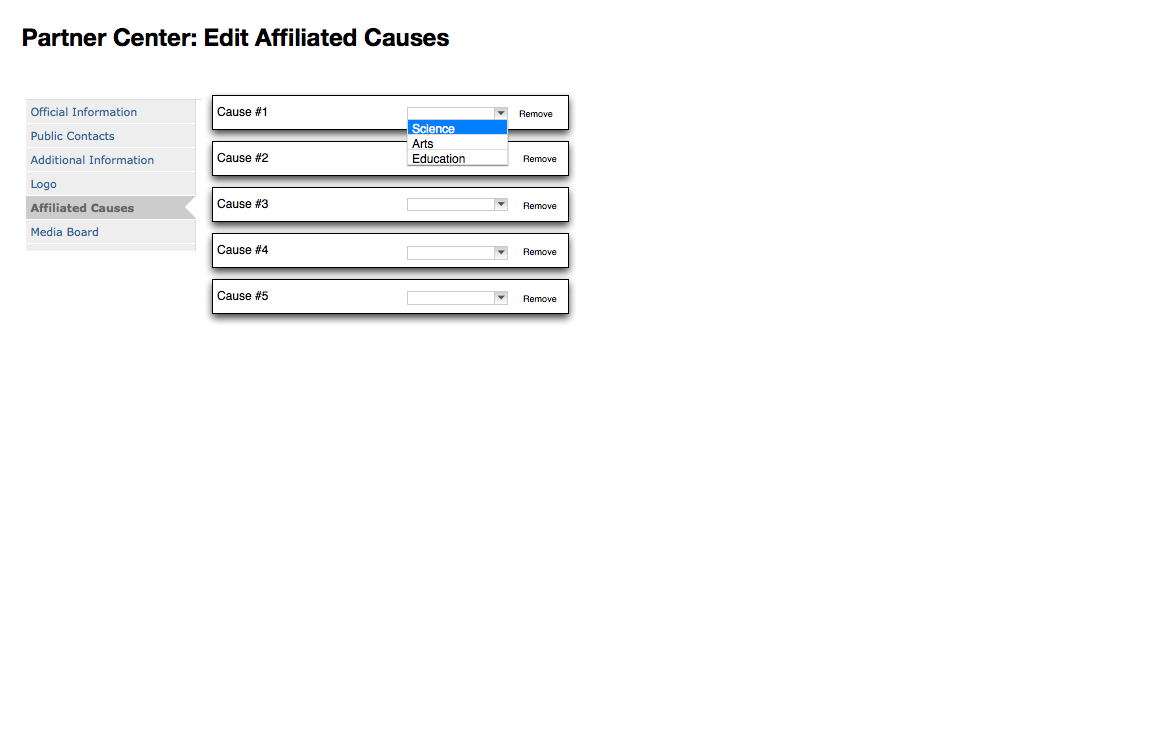 Partner Center: Edit Affiliated Causes
Official Information
Public Contacts
Additional Information
Logo
Affiliated Causes
Media Board
Cause #1 Remove
Science
Arts
Education
Cause #2 Remove
Cause #3 Remove
Cause #4 Remove
Cause #5 Remove